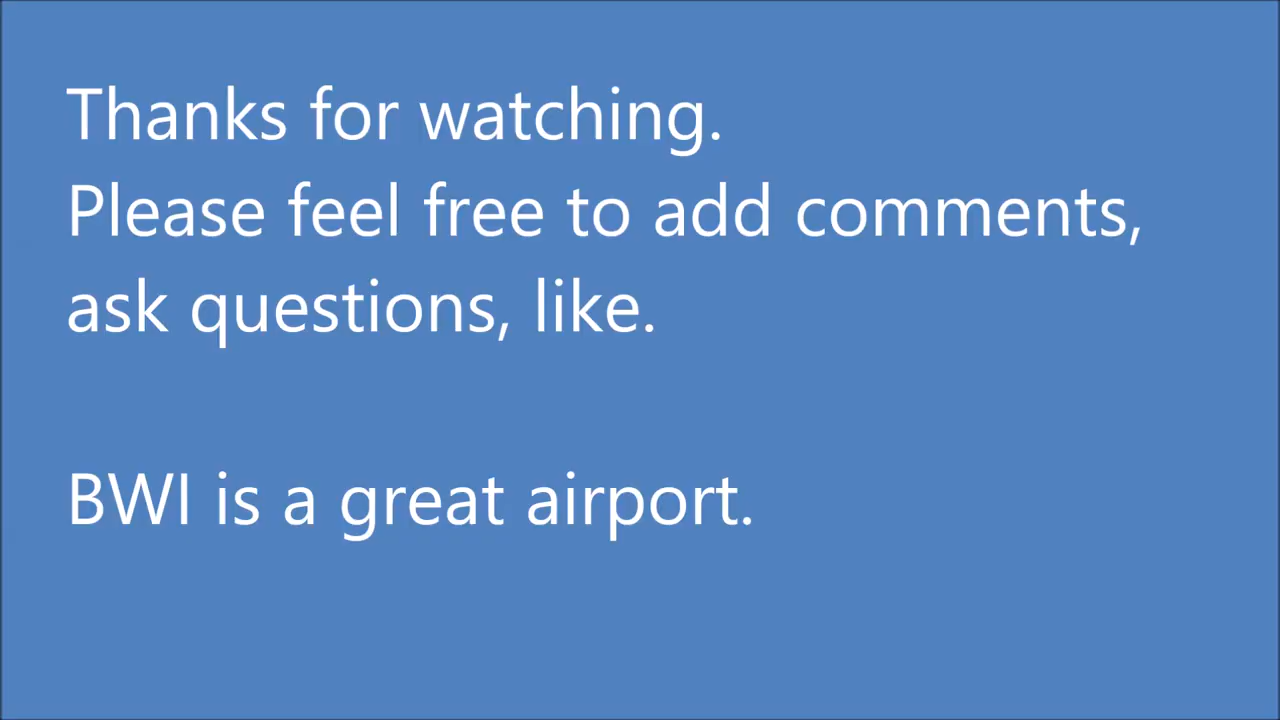 Thanks for watching.
Please feel free to add comments,
ask questions, like.
BWI is a great airport.